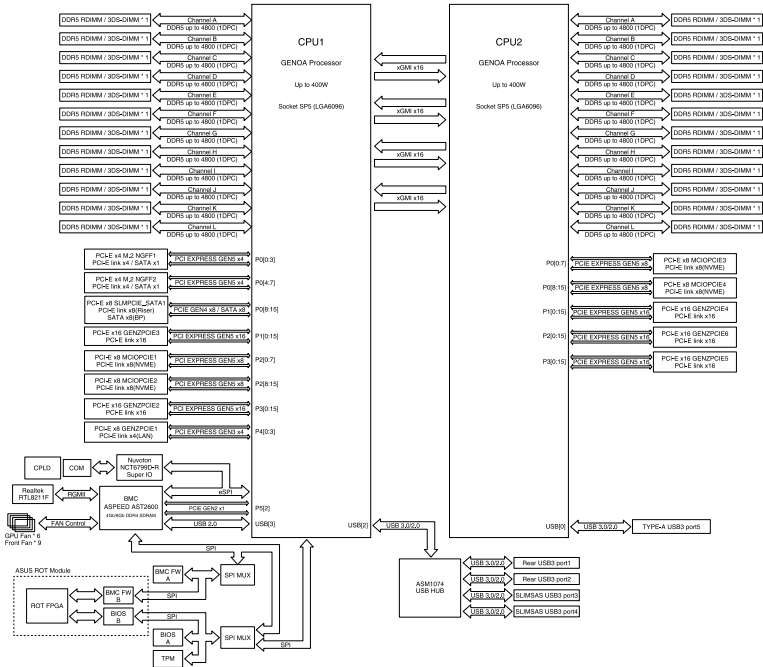 CPU1
GENOA Processor
Up to 400W
Socket SP5 (LGA6096)
DDR5 RDIMM / 3DS-DIMM * 1
Channel A
DDR5 up to 4800 (1DPC)
DDR5 RDIMM / 3DS-DIMM * 1
Channel B
DDR5 up to 4800 (1DPC)
DDR5 RDIMM / 3DS-DIMM * 1
Channel C
DDR5 up to 4800 (1DPC)
DDR5 RDIMM / 3DS-DIMM * 1
Channel D
DDR5 up to 4800 (1DPC)
DDR5 RDIMM / 3DS-DIMM * 1
Channel E
DDR5 up to 4800 (1DPC)
DDR5 RDIMM / 3DS-DIMM * 1
Channel F
DDR5 up to 4800 (1DPC)
DDR5 RDIMM / 3DS-DIMM * 1
Channel G
DDR5 up to 4800 (1DPC)
DDR5 RDIMM / 3DS-DIMM * 1
Channel H
DDR5 up to 4800 (1DPC)
DDR5 RDIMM / 3DS-DIMM * 1
Channel I
DDR5 up to 4800 (1DPC)
DDR5 RDIMM / 3DS-DIMM * 1
Channel J
DDR5 up to 4800 (1DPC)
DDR5 RDIMM / 3DS-DIMM * 1
Channel K
DDR5 up to 4800 (1DPC)
DDR5 RDIMM / 3DS-DIMM * 1
Channel L
DDR5 up to 4800 (1DPC)
xGMI x16
xGMI x16
xGMI x16
xGMI x16
CPU2
GENOA Processor
Up to 400W
Socket SP5 (LGA6096)
Channel A
DDR5 up to 4800 (1DPC)
DDR5 RDIMM / 3DS-DIMM * 1
Channel B
DDR5 up to 4800 (1DPC)
DDR5 RDIMM / 3DS-DIMM * 1
Channel C
DDR5 up to 4800 (1DPC)
DDR5 RDIMM / 3DS-DIMM * 1
Channel D
DDR5 up to 4800 (1DPC)
DDR5 RDIMM / 3DS-DIMM * 1
Channel E
DDR5 up to 4800 (1DPC)
DDR5 RDIMM / 3DS-DIMM * 1
Channel F
DDR5 up to 4800 (1DPC)
DDR5 RDIMM / 3DS-DIMM * 1
Channel G
DDR5 up to 4800 (1DPC)
DDR5 RDIMM / 3DS-DIMM * 1
Channel H
DDR5 up to 4800 (1DPC)
DDR5 RDIMM / 3DS-DIMM * 1
Channel I
DDR5 up to 4800 (1DPC)
DDR5 RDIMM / 3DS-DIMM * 1
Channel J
DDR5 up to 4800 (1DPC)
DDR5 RDIMM / 3DS-DIMM * 1
Channel K
DDR5 up to 4800 (1DPC)
DDR5 RDIMM / 3DS-DIMM * 1
Channel L
DDR5 up to 4800 (1DPC)
DDR5 RDIMM / 3DS-DIMM * 1
PCI-E x4 M.2 NGFF1
PCI-E link x4 / SATA x1
PCI EXPRESS GEN5 x4
P0[0:3]
PCI-E x4 M.2 NGFF2
PCI-E link x4 / SATA x1
PCI EXPRESS GEN5 x4
P0[4:7]
PCI-E x8 SLMPCIE_SATA1
PCI-E link x8(Riser)
SATA x8(BP)
PCIE GEN4 x8 / SATA x8
P0[8:15]
PCI-E x16 GENZPCIE3
PCI-E link x16
PCI EXPRESS GEN5 x16
P1[0:15]
PCI-E x8 MCIOPCIE1
PCI-E link x8(NVME)
PCI EXPRESS GEN5 x8
P2[0:7]
PCI-E x8 MCIOPCIE2
PCI-E link x8(NVME)
PCI EXPRESS GEN5 x8
P2[8:15]
PCI-E x16 GENZPCIE2
PCI-E link x16
PCI EXPRESS GEN5 x16
P3[0:15]
PCI-E x8 GENZPCIE1
PCI-E link x4(LAN)
PCI EXPRESS GEN3 x4
P4[0:3]
P0[0:7]
PCIE EXPRESS GEN5 x8
PCI-E x8 MCIOPCIE3
PCI-E link x8(NVME)
P0[8:15]
PCIE EXPRESS GEN5 x8
PCI-E x8 MCIOPCIE4
PCI-E link x8(NVME)
P1[0:15]
PCIE EXPRESS GEN5 x16
PCI-E x16 GENZPCIE4
PCI-E link x16
P2[0:15]
PCIE EXPRESS GEN5 x16
PCI-E x16 GENZPCIE6
PCI-E link x16
P3[0:15]
PCIE EXPRESS GEN5 x16
PCI-E x16 GENZPCIE5
PCI-E link x16
CPLD
COM
Nuvoton
NCT6799D-R
Super IO
eSPI
Realtek
RTL8211F
RGMII
BMC
ASPEED AST2600
4Gb/8Gb DDR4 SDRAM
PCIE GEN2 x1
P5[2]
GPU Fan * 6
Front Fan * 9
FAN Control
USB 2.0
USB[3]
SPI
USB[2]
USB 3.0/2.0
USB[0]
USB 3.0/2.0
TYPE-A USB3 port5
ASUS ROT Module
ROT FPGA
BMC FW
A
BMC FW
B
SPI
SPI MUX
BIOS
B
SPI
BIOS
A
TPM
SPI MUX
SPI
ASM1074
USB HUB
USB 3.0/2.0
Rear USB3 port1
USB 3.0/2.0
Rear USB3 port2
USB 3.0/2.0
SLIMSAS USB3 port3
USB 3.0/2.0
SLIMSAS USB3 port4